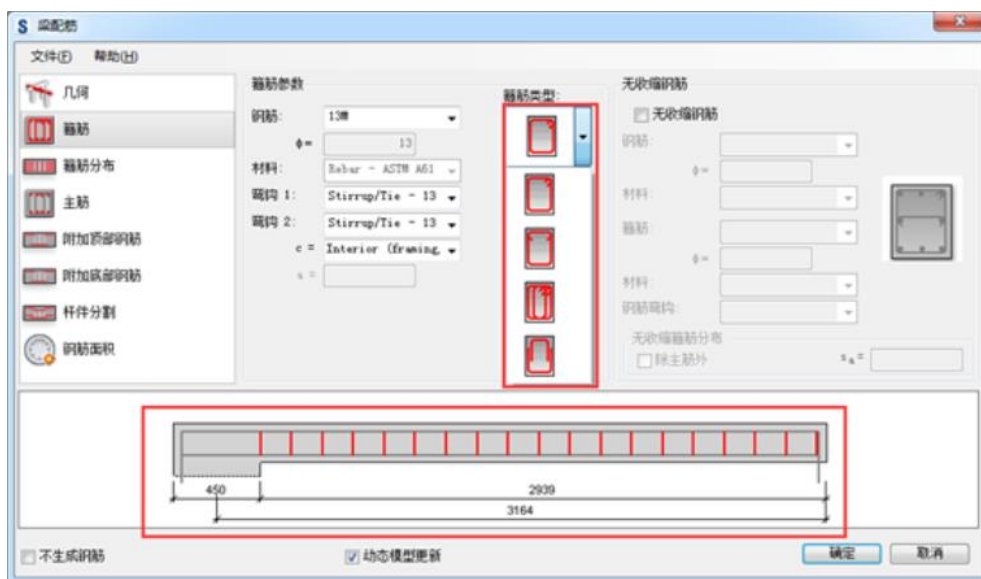 S 梁配筋
文件(F) 帮助(H)
几何
箍筋
箍筋分布
主筋
附加顶部钢筋
附加底部钢筋
杆件分割
钢筋面积
箍筋参数
钢筋: 13M
ϕ= 13
材料: Rebar - ASTM A61
弯钩 1: Stirrup/Tie - 13
弯钩 2: Stirrup/Tie - 13
c = Interior (framing,
s =
箍筋类型:
无收缩钢筋
无收缩钢筋
钢筋:
ϕ=
材料:
箍筋:
ϕ=
材料:
钢筋弯钩:
无收缩箍筋分布
除主筋外 =
450 2939
3164
不生成钢筋 动态模型更新 确定 取消